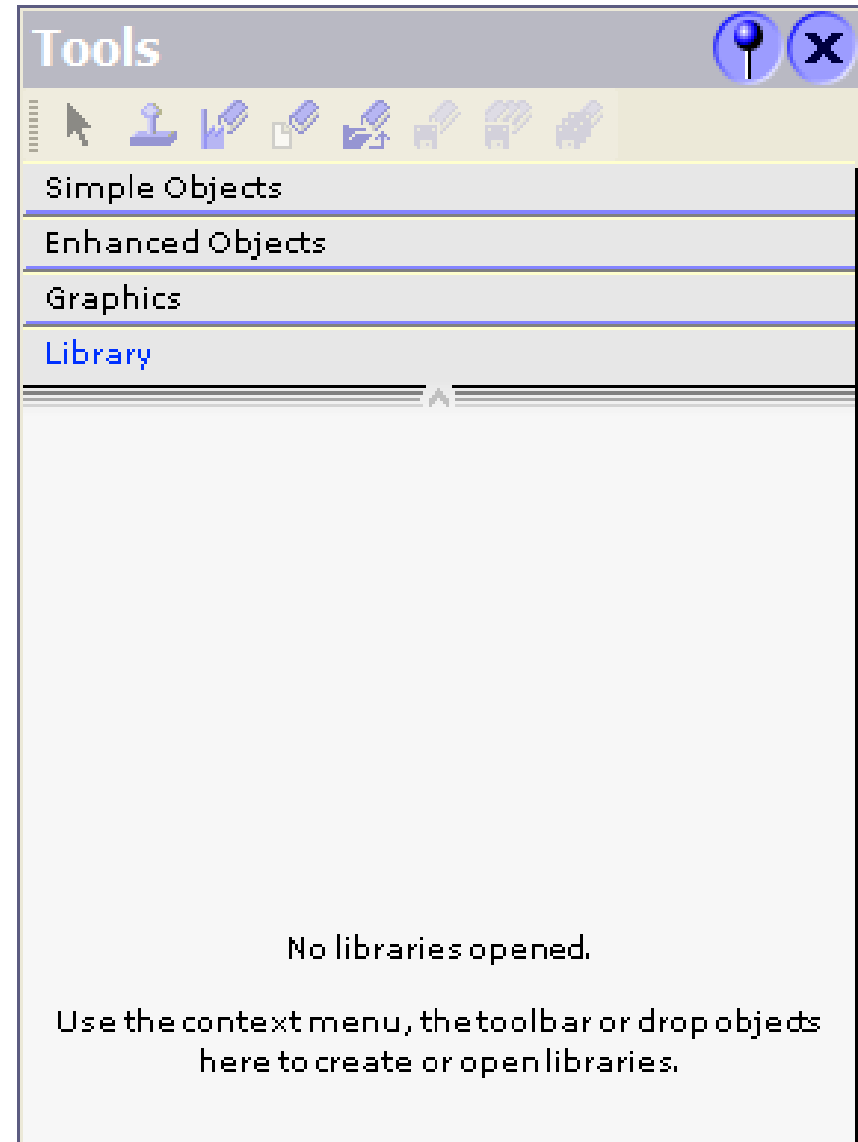 Tools
Simple Objects
Enhanced Objects
Graphics
Library
No libraries opened.
Use the context menu, the toolbar or drop objects
here to create or open libraries.